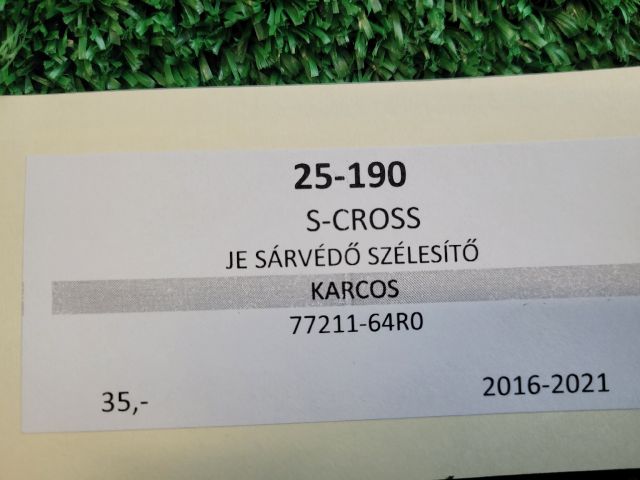 25-190
S-CROSS
JE SÁRVÉDŐ SZÉLESÍTŐ
KARCOS
77211-64R0
35,- 2016-2021